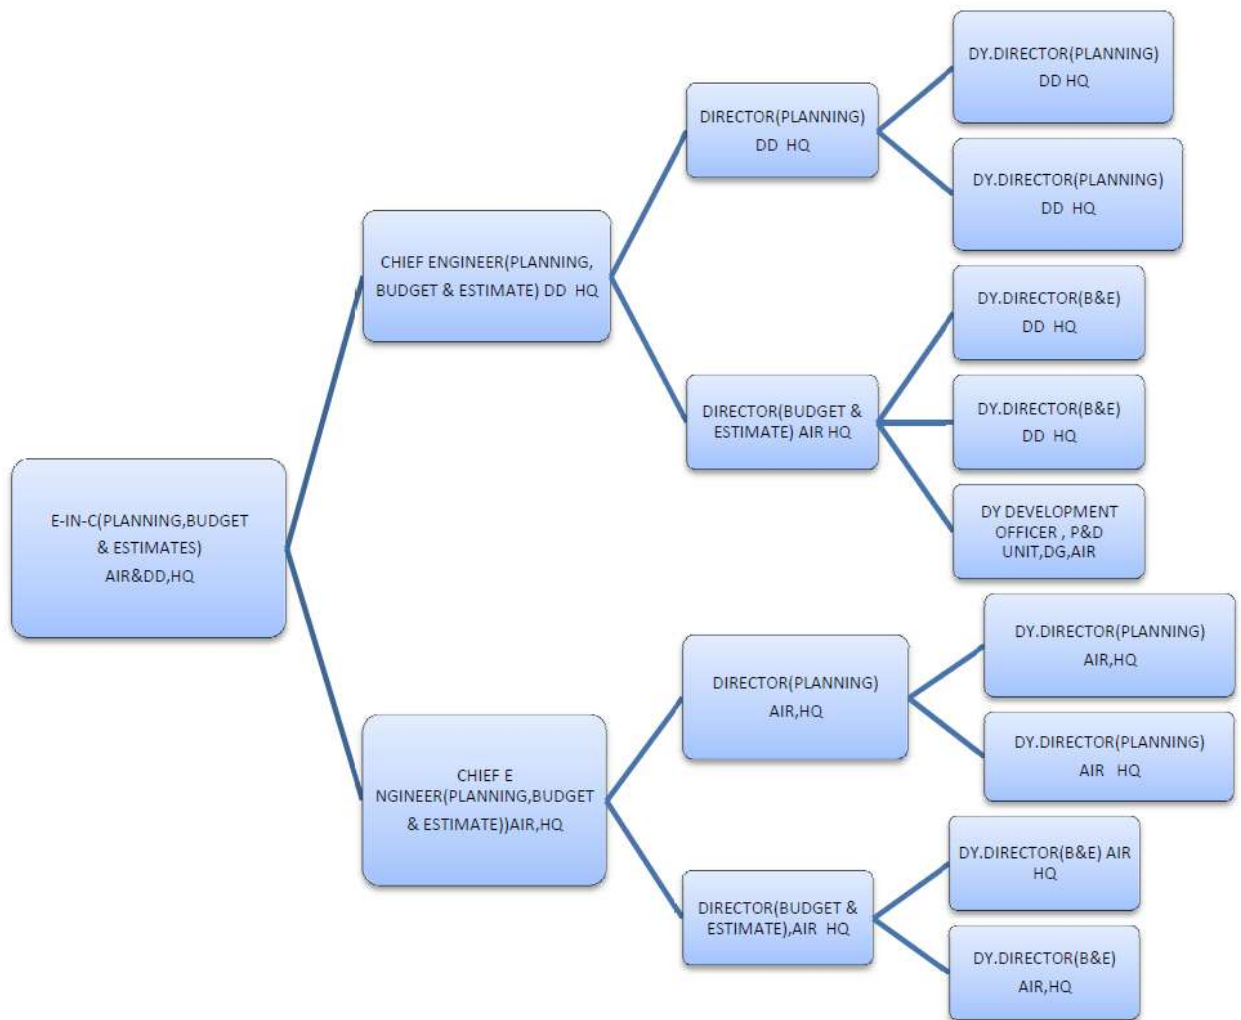 E-IN-C(PLANNING,BUDGET
& ESTIMATES)
AIR&DD,HQ
CHIEF ENGINEER(PLANNING,
BUDGET & ESTIMATE) DD HQ
DIRECTOR(PLANNING)
DD HQ
DY.DIRECTOR(PLANNING)
DD HQ
DY.DIRECTOR(PLANNING)
DD HQ
DIRECTOR(BUDGET &
ESTIMATE) AIR HQ
DY.DIRECTOR(B&E)
DD HQ
DY.DIRECTOR(B&E)
DD HQ
DY DEVELOPMENT
OFFICER , P&D
UNIT,DG,AIR
CHIEF E
NGINEER(PLANNING,BUDGET
& ESTIMATE))AIR,HQ
DIRECTOR(PLANNING)
AIR,HQ
DY.DIRECTOR(PLANNING)
AIR,HQ
DY.DIRECTOR(PLANNING)
AIR HQ
DIRECTOR(BUDGET &
ESTIMATE),AIR HQ
DY.DIRECTOR(B&E) AIR
HQ
DY.DIRECTOR(B&E)
AIR,HQ